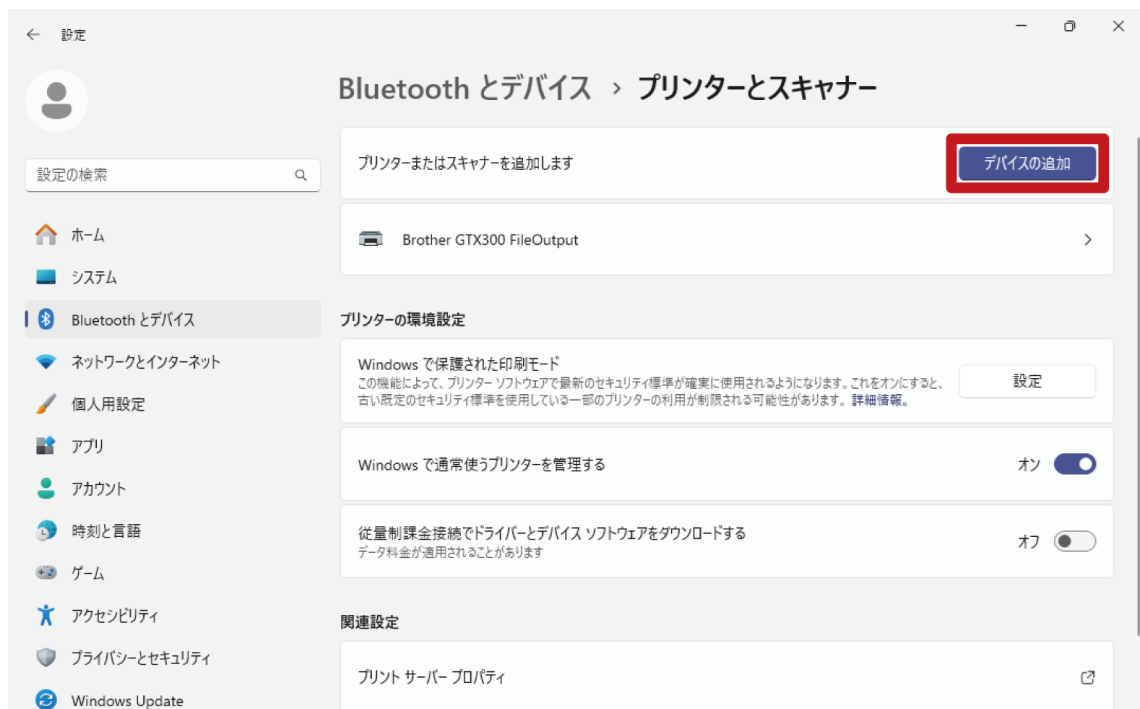 設定
Bluetooth とデバイス › プリンターとスキャナー
設定の検索
ホーム
システム
Bluetooth とデバイス
ネットワークとインターネット
個人用設定
アプリ
アカウント
時刻と言語
ゲーム
アクセシビリティ
プライバシーとセキュリティ
Windows Update
プリンターまたはスキャナーを追加します
デバイスの追加
Brother GTX300 FileOutput
プリンターの環境設定
Windows で保護された印刷モード
この機能によって、プリンター ソフトウェアで最新のセキュリティ標準が確実に使用されるようになります。これをオンにすると、
古い既定のセキュリティ標準を使用している一部のプリンターの利用が制限される可能性があります。 詳細情報。
設定
Windows で通常使うプリンターを管理する
オン
従量制課金接続でドライバーとデバイス ソフトウェアをダウンロードする
データ料金が適用されることがあります
オフ
関連設定
プリント サーバー プロパティ